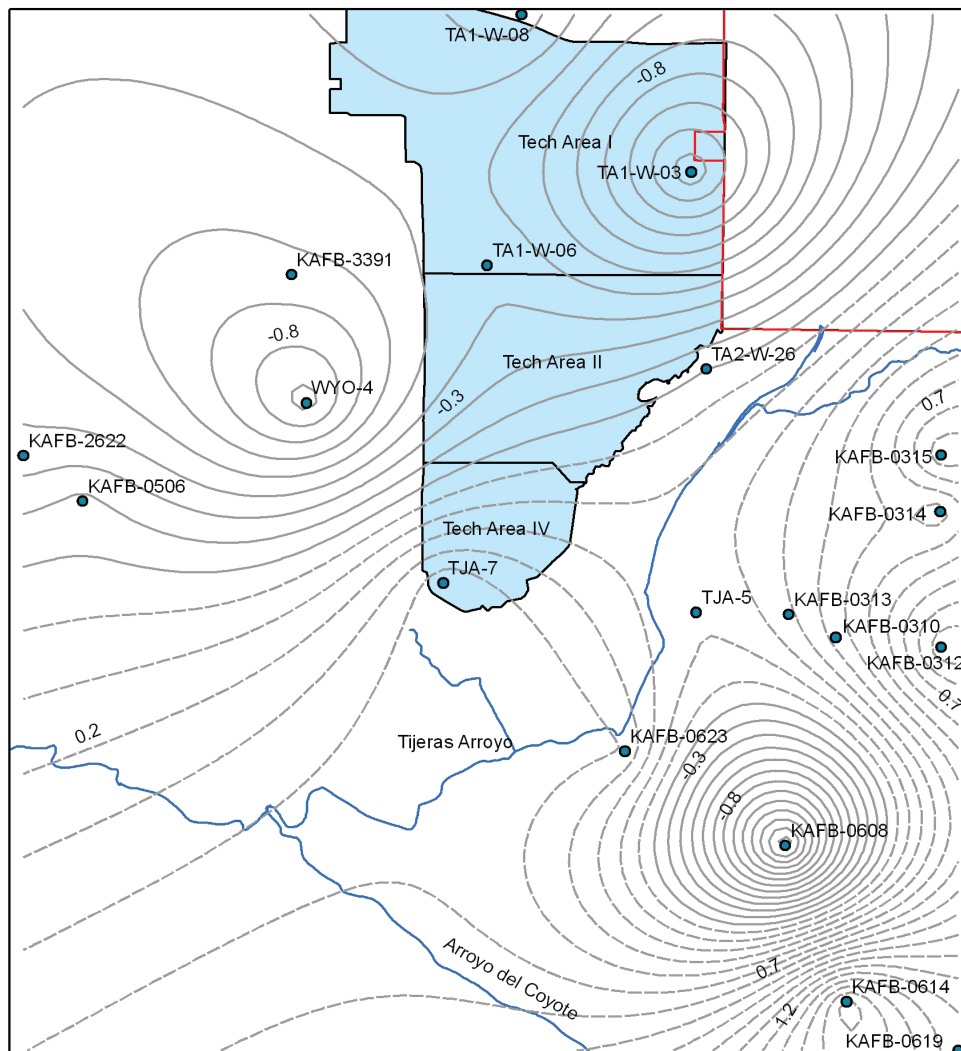 TA1-W-08
-0.8
Tech Area I
TA1-W-03
TA1-W-06
KAFB-3391
-0.8
TA2-W-26
Tech Area II
WYO-4
-0.3
0.7
KAFB-2622
KAFB-0315
KAFB-0506
KAFB-0314
Tech Area IV
TJA-7
TJA-5
KAFB-0313
KAFB-0310
KAFB-0312
0.7
0.2
Tijeras Arroyo
KAFB-0623
-0.3
-0.8
KAFB-0608
Arroyo del Coyote
0.7
KAFB-0614
1.2
KAFB-0619